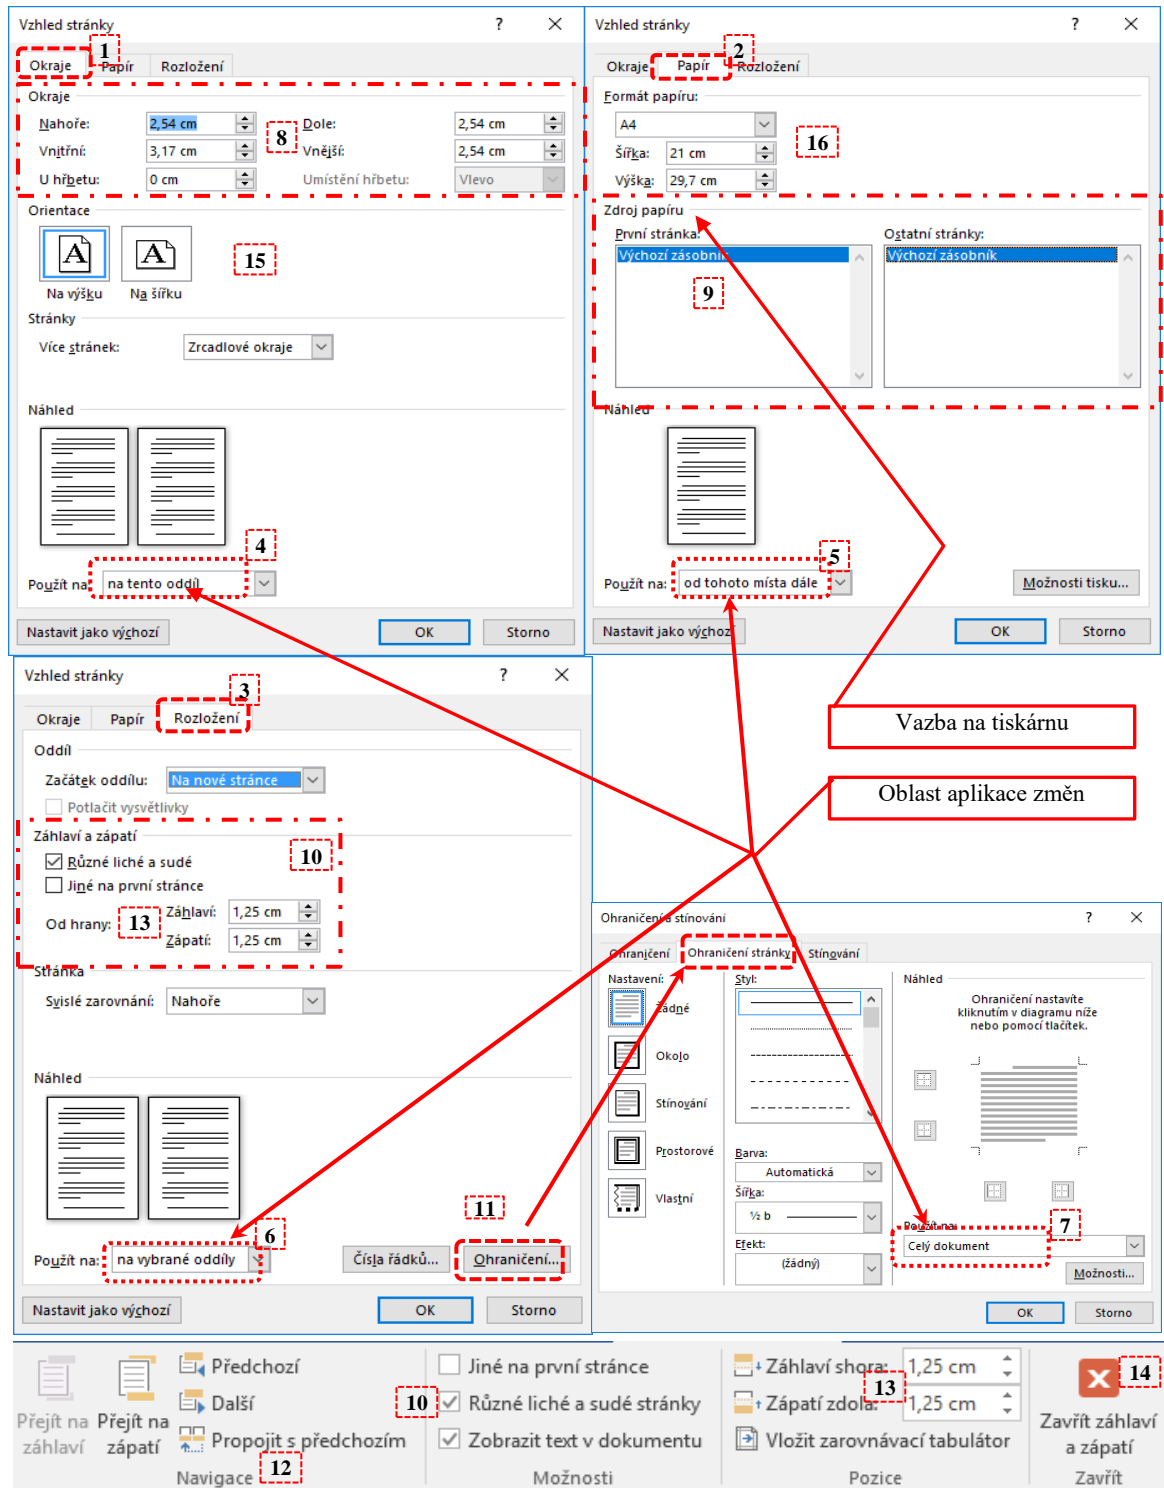 Vzhled stránky ? ×
1
Okraje Papír Rozložení
Okraje
Nahoře: 2,54 cm 8 Dole: 2,54 cm
Vnitřní: 3,17 cm Vnější: 2,54 cm
U hřbetu: 0 cm Umístění hřbetu: Vlevo
Orientace
A A 15
Na výšku Na šířku
Stránky
Více stránek: Zrcadlové okraje
Náhled
4
Použít na: na tento oddíl
Nastavit jako výchozí OK Storno
Vzhled stránky ? ×
2
Okraje Papír Rozložení
Formát papíru:
A4
16
Šířka: 21 cm
Výška: 29,7 cm
Zdroj papíru
První stránka: Ostatní stránky:
Výchozí zásobník Výchozí zásobník
9
Náhled
5
Použít na: od tohoto místa dále Možnosti tisku...
Nastavit jako výchozí OK Storno
Vazba na tiskárnu
Oblast aplikace změn
Vzhled stránky ? ×
3
Okraje Papír Rozložení
Oddíl
Začátek oddílu: Na nové stránce
Potlačit vysvětlivky
Záhlaví a zápatí
10
Různé liché a sudé
Jiné na první stránce
Od hrany: 13 Záhlaví: 1,25 cm
Zápatí: 1,25 cm
Stránka
Svislé zarovnání: Nahoře
Náhled
11
6
Použít na: na vybrané oddíly Čísla řádků... Ohraničení...
Nastavit jako výchozí OK Storno
Ohraničení a stínování ? ×
Ohraničení Ohraničení stránky Stínování
Nastavení: Styl: Náhled
Žádné
Okolo
Stínování
Prostorové
Vlastní
Barva:
Automatická
Šířka:
½ b
Efekt:
(žádný)
Ohraničení nastavíte
kliknutím v diagramu níže
nebo pomocí tlačítek.
7
Použít na:
Celý dokument
Možnosti...
OK Storno
Přejít na záhlaví
Přejít na zápatí
Předchozí
Další
Propojit s předchozím
Navigace 12
Jiné na první stránce
10 Různé liché a sudé stránky
Zobrazit text v dokumentu
Možnosti
Záhlaví shora: 1,25 cm
13
Zápatí zdola: 1,25 cm
Vložit zarovnávací tabulátor
Pozice
14
Zavřít záhlaví
a zápatí
Zavřít